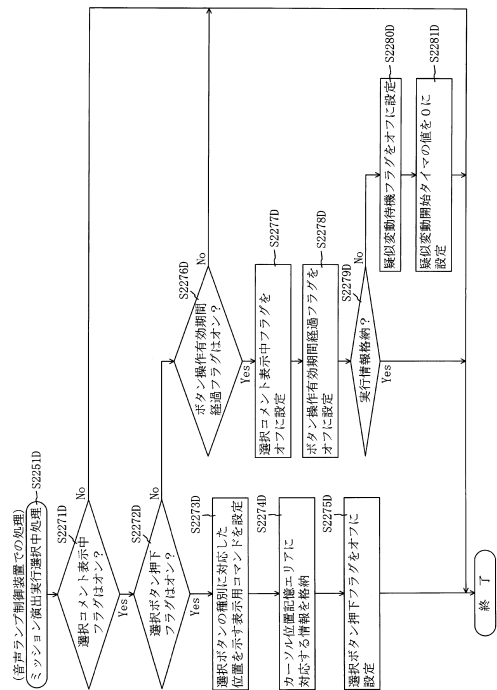 (音声ランプ制御装置での処理)
ミッション演出実行選択中処理
S2251D
S2271D
選択コメント表示中
フラグはオン?
No
Yes
S2272D
選択ボタン押下
フラグはオン?
No
Yes
S2273D
選択ボタンの種別に対応した
位置を示す表示用コマンドを設定
S2274D
カーソル位置記憶エリアに
対応する情報を格納
S2275D
選択ボタン押下フラグをオフに
設定
S2276D
ボタン操作有効期間
経過フラグはオン?
No
Yes
S2277D
選択コメント表示中フラグを
オフに設定
S2278D
ボタン操作有効期間経過フラグを
オフに設定
S2279D
実行情報格納?
No
Yes
S2280D
疑似変動待機フラグをオフに設定
S2281D
疑似変動開始タイマの値を0に
設定
終了